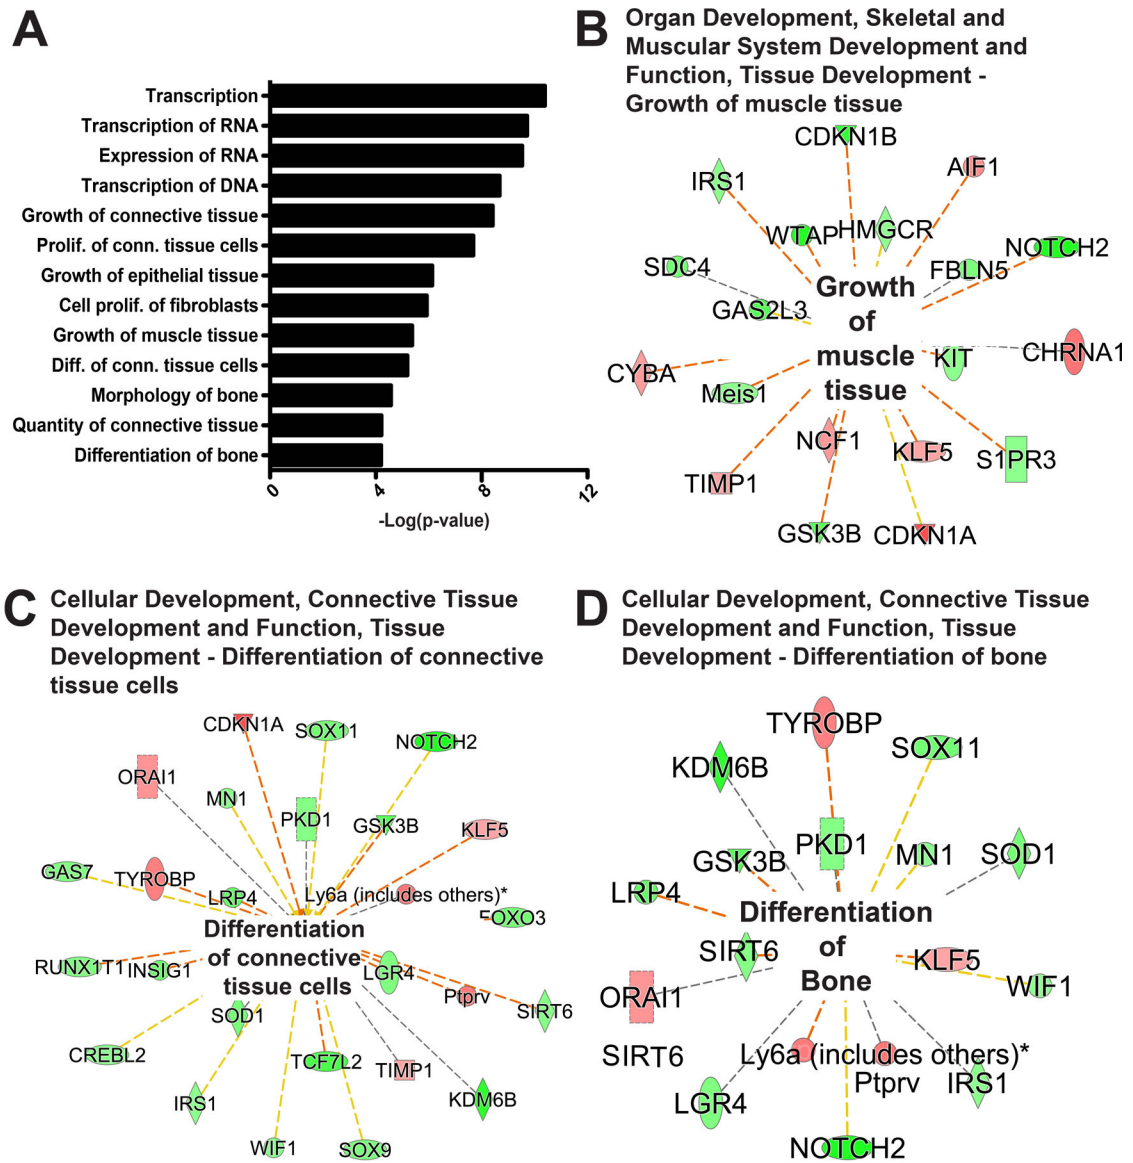 A
Transcription
Transcription of RNA
Expression of RNA
Transcription of DNA
Growth of connective tissue
Prolif. of conn. tissue cells
Growth of epithelial tissue
Cell prolif. of fibroblasts
Growth of muscle tissue
Diff. of conn. tissue cells
Morphology of bone
Quantity of connective tissue
Differentiation of bone
0 4 8 12
-Log(p-value)
B
Organ Development, Skeletal and
Muscular System Development and
Function, Tissue Development -
Growth of muscle tissue
CDKN1B
AIF1
IRS1
WTAP
HMGCR
NOTCH2
SDC4
FBLN5
GAS2L3
Growth
of
muscle
tissue
CHRNA1
KIT
CYBA
Meis1
NCF1
KLF5
S1PR3
TIMP1
GSK3B
CDKN1A
C
Cellular Development, Connective Tissue
Development and Function, Tissue
Development - Differentiation of connective
tissue cells
CDKN1A
SOX11
NOTCH2
ORAI1
MN1
PKD1
GSK3B
KLF5
GAS7
TYROBP
LRP4
Ly6a (includes others)*
FOXO3
Differentiation
of connective
tissue cells
RUNX1T1
INSIG1
LGR4
Ptprv
SIRT6
SOD1
CREBL2
TCF7L2
TIMP1
IRS1
KDM6B
WIF1
SOX9
D
Cellular Development, Connective Tissue
Development and Function, Tissue
Development - Differentiation of bone
TYROBP
SOX11
KDM6B
PKD1
MN1
SOD1
GSK3B
LRP4
Differentiation
of
Bone
SIRT6
KLF5
WIF1
ORAI1
SIRT6
Ly6a (includes others)*
Ptprv
IRS1
LGR4
NOTCH2